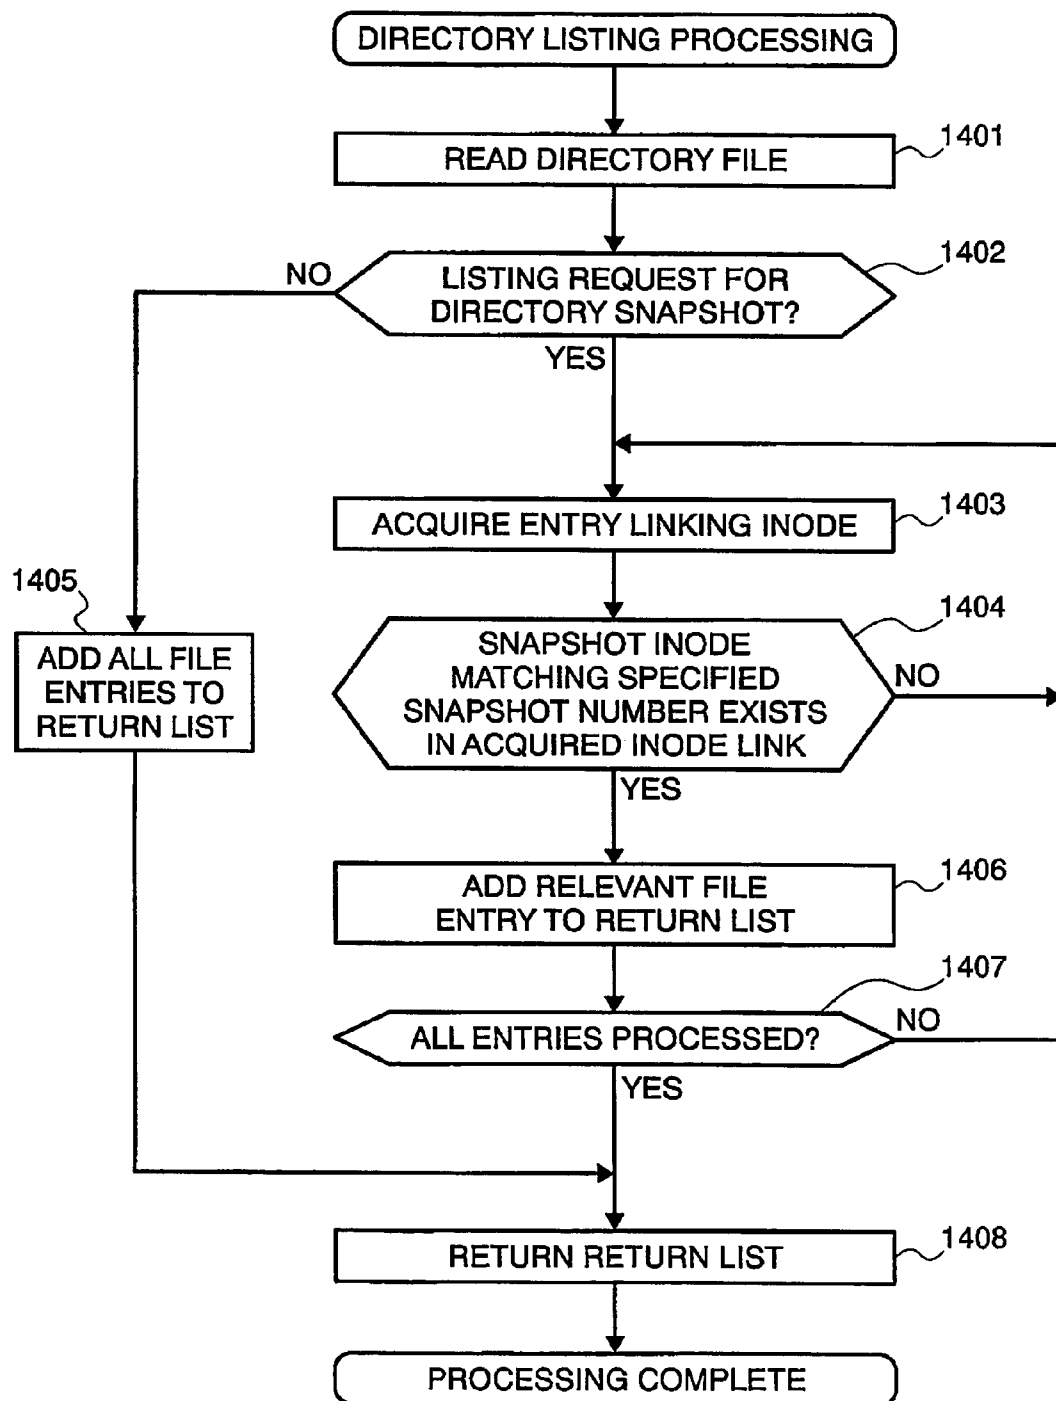 DIRECTORY LISTING PROCESSING
1401
READ DIRECTORY FILE
1402
NO
LISTING REQUEST FOR
DIRECTORY SNAPSHOT?
YES
1403
ACQUIRE ENTRY LINKING INODE
1405
ADD ALL FILE
ENTRIES TO
RETURN LIST
1404
SNAPSHOT INODE
MATCHING SPECIFIED
SNAPSHOT NUMBER EXISTS
IN ACQUIRED INODE LINK
NO
YES
1406
ADD RELEVANT FILE
ENTRY TO RETURN LIST
1407
ALL ENTRIES PROCESSED?
NO
YES
1408
RETURN RETURN LIST
PROCESSING COMPLETE